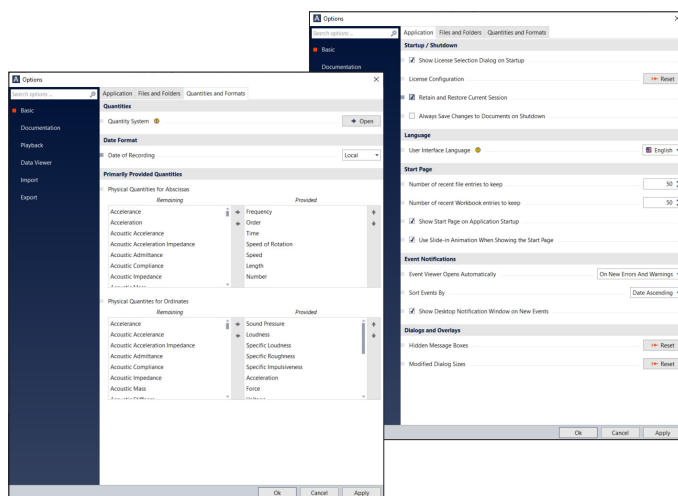 Options
Search options ...
Application Files and Folders Quantities and Formats
Basic
Documentation
Startup / Shutdown
Show License Selection Dialog on Startup
License Configuration Reset
Retain and Restore Current Session
Always Save Changes to Documents on Shutdown
Language
User Interface Language English
Start Page
Number of recent file entries to keep 50
Number of recent Workbook entries to keep 50
Show Start Page on Application Startup
Use Slide-in Animation When Showing the Start Page
Event Notifications
Event Viewer Opens Automatically On New Errors And Warnings
Sort Events By Date Ascending
Show Desktop Notification Window on New Events
Dialogs and Overlays
Hidden Message Boxes Reset
Modified Dialog Sizes Reset
Ok Cancel Apply
Options
Search options ...
Application Files and Folders Quantities and Formats
Basic
Documentation
Playback
Data Viewer
Import
Export
Quantities
Quantity System Open
Date Format
Date of Recording Local
Primarily Provided Quantities
Physical Quantities for Abscissas
Remaining Provided
Accelerance Frequency
Acceleration Order
Acoustic Accelerance Time
Acoustic Acceleration Impedance Speed of Rotation
Acoustic Admittance Speed
Acoustic Compliance Length
Acoustic Impedance Number
Physical Quantites for Ordinates
Remaining Provided
Accelerance Sound Pressure
Acoustic Accelerance Loudness
Acoustic Acceleration Impedance Specific Loudness
Acoustic Admittance Specific Roughness
Acoustic Compliance Specific Impulsiveness
Acoustic Impedance Acceleration
Acoustic Mass Force
Ok Cancel Apply